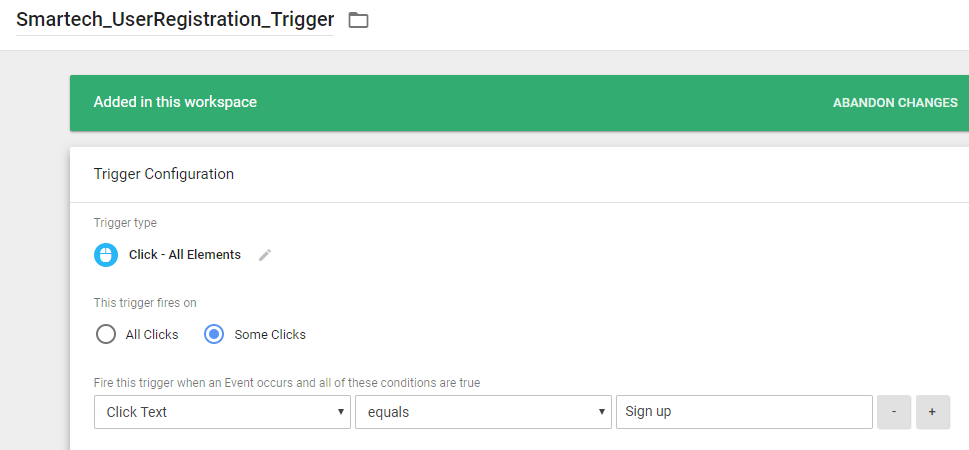 Smartech_UserRegistration_Trigger
Added in this workspace ABANDON CHANGES
Trigger Configuration
Trigger type
Click - All Elements
This trigger fires on
All Clicks Some Clicks
Fire this trigger when an Event occurs and all of these conditions are true
Click Text equals Sign up - +